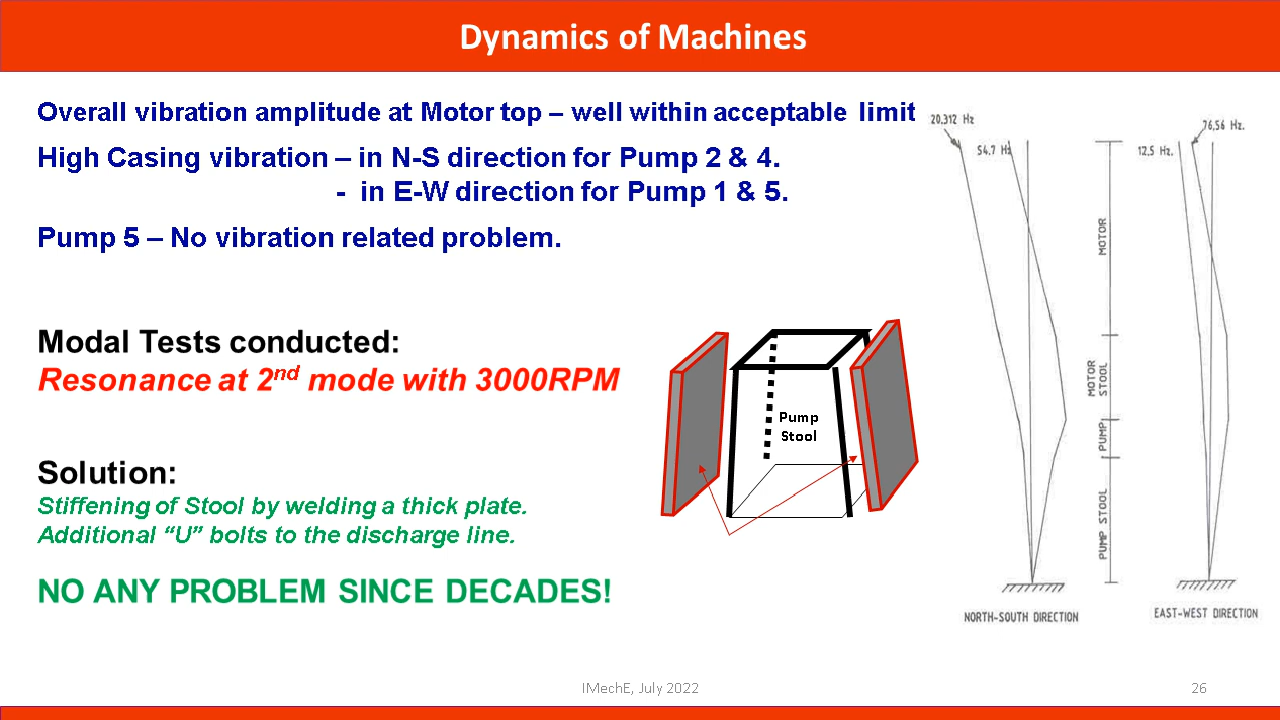 Dynamics of Machines
Overall vibration amplitude at Motor top – well within acceptable limit
High Casing vibration – in N-S direction for Pump 2 & 4.
- in E-W direction for Pump 1 & 5.
Pump 5 – No vibration related problem.
Modal Tests conducted:
Resonance at 2nd mode with 3000RPM
Solution:
Stiffening of Stool by welding a thick plate.
Additional “U” bolts to the discharge line.
NO ANY PROBLEM SINCE DECADES!
Pump
Stool
20,312 Hz
54.7 Hz
12.5 Hz.
76,56 Hz.
MOTOR
MOTOR
STOOL
PUMP
PUMP STOOL
NORTH-SOUTH DIRECTION
EAST-WEST DIRECTION
IMechE, July 2022
26